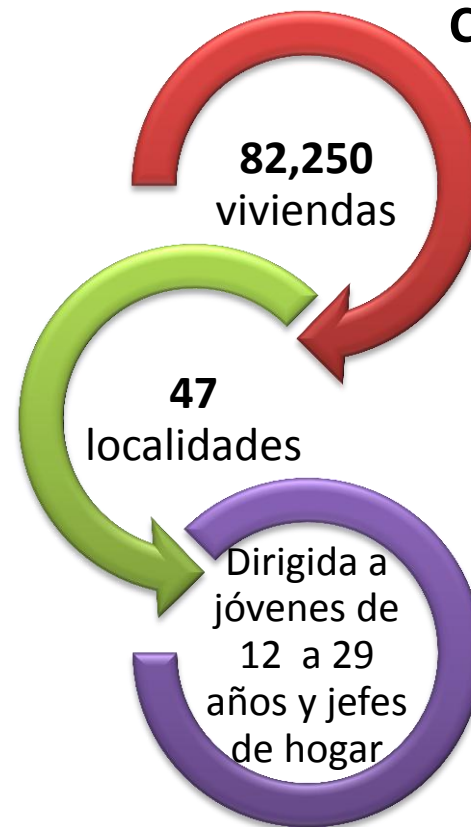 82,250
viviendas
47
localidades
Dirigida a
jóvenes de
12 a 29
años y jefes
de hogar